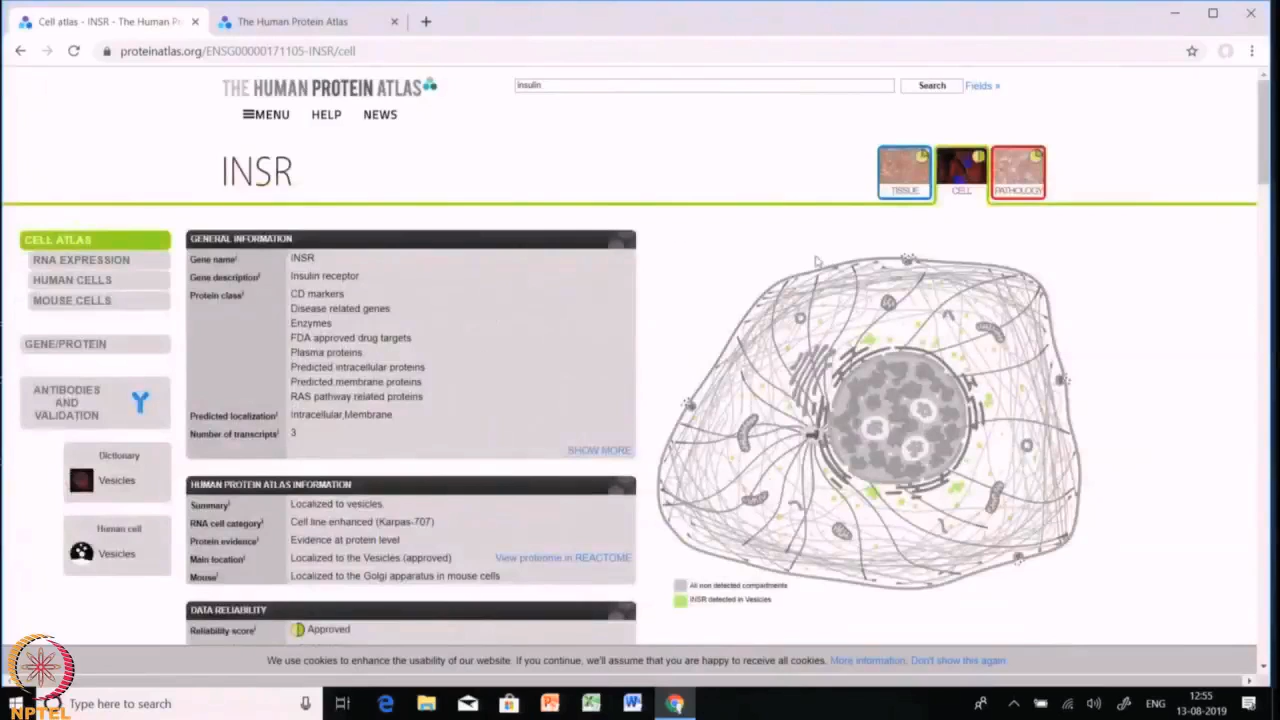 Cell atlas - INSR - The Human Pr
The Human Protein Atlas
proteinatlas.org/ENSG00000171105-INSR/cell
THE HUMAN PROTEIN ATLAS
insulin
Search
Fields »
MENU HELP NEWS
INSR
TISSUE
CELL
PATHOLOGY
CELL ATLAS
RNA EXPRESSION
HUMAN CELLS
MOUSE CELLS
GENE/PROTEIN
ANTIBODIES
AND
VALIDATION
Dictionary
Vesicles
Human cell
Vesicles
GENERAL INFORMATION
Gene name INSR
Gene description Insulin receptor
Protein class CD markers
Disease related genes
Enzymes
FDA approved drug targets
Plasma proteins
Predicted intracellular proteins
Predicted membrane proteins
RAS pathway related proteins
Predicted localization Intracellular,Membrane
Number of transcripts 3
SHOW MORE
HUMAN PROTEIN ATLAS INFORMATION
Summary Localized to vesicles
RNA cell category Cell line enhanced (Karpas-707)
Protein evidence Evidence at protein level
Main location Localized to the Vesicles (approved) View proteome in REACTOME
Mouse Localized to the Golgi apparatus in mouse cells
DATA RELIABILITY
Reliability score Approved
All non detected compartments
INSR detected in Vesicles
We use cookies to enhance the usability of our website. If you continue, we'll assume that you are happy to receive all cookies. More information. Don't show this again.
Type here to search
ENG
12:55
13-08-2019
NPTEL